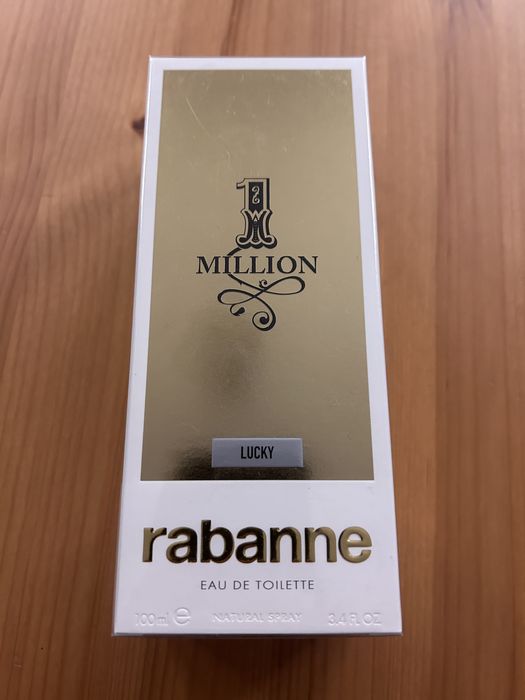 1
MILLION
LUCKY
rabanne
EAU DE TOILETTE
100ml ℮ NATURAL SPRAY 3.4 FL OZ